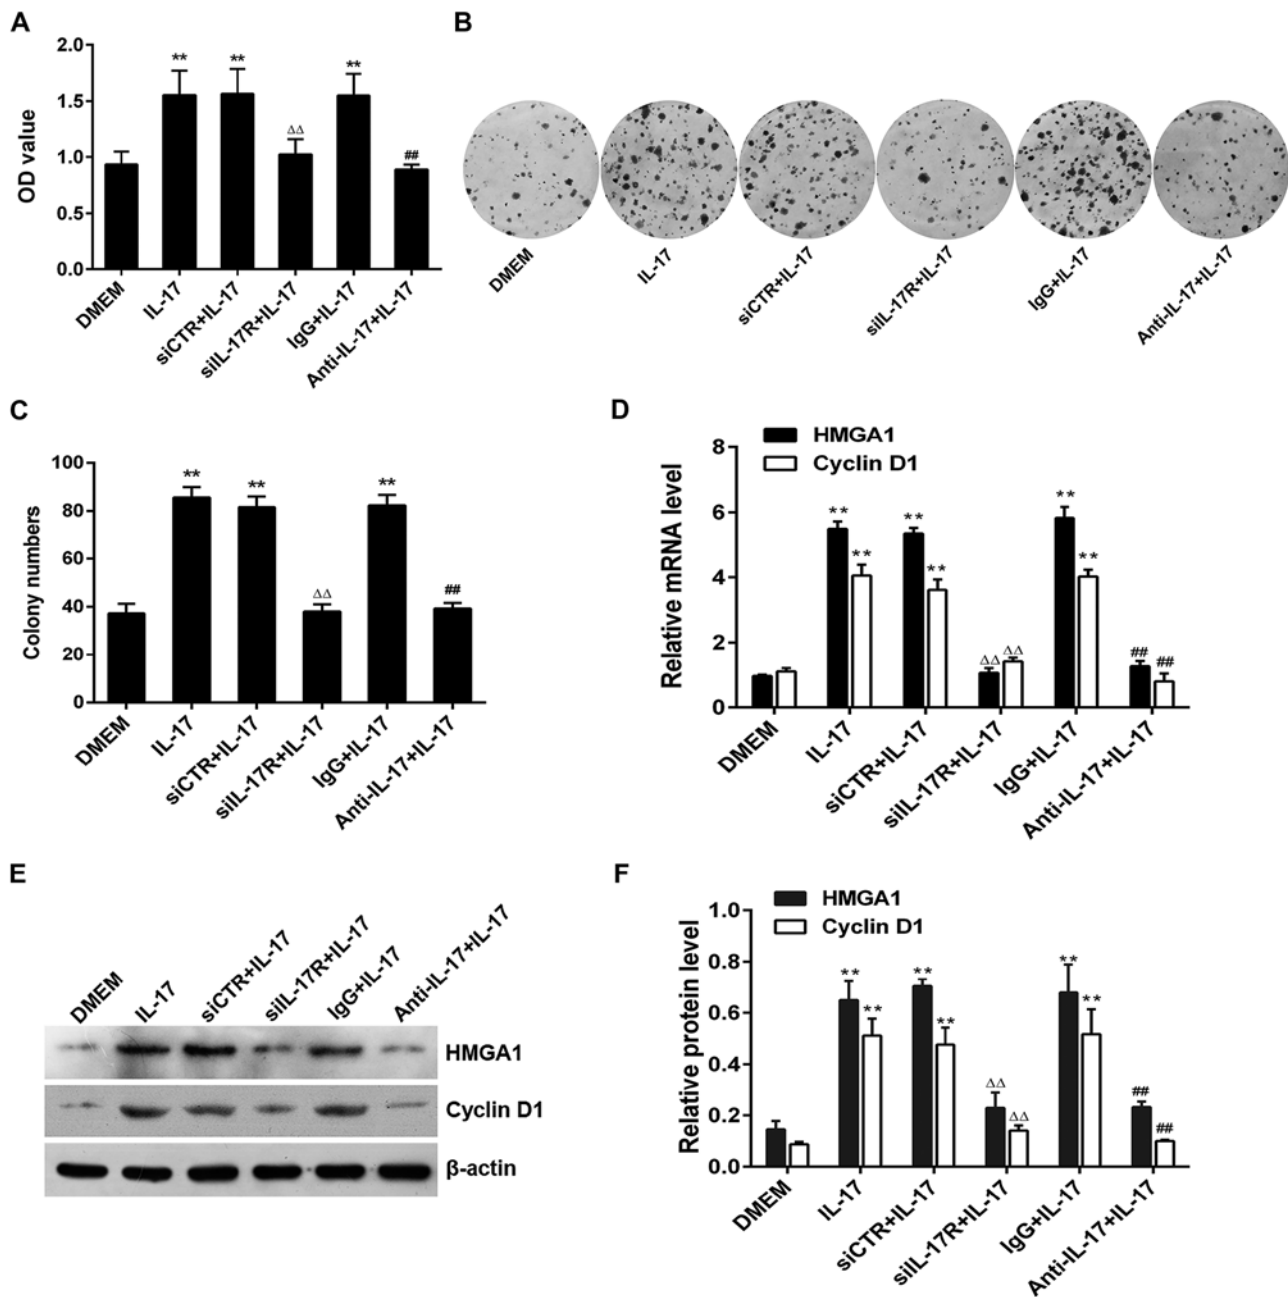 A
OD value
2.0
1.5
1.0
0.5
0.0
**
**
ΔΔ
**
##
DMEM
IL-17
siCTR+IL-17
siIL-17R+IL-17
IgG+IL-17
Anti-IL-17+IL-17
B
DMEM
IL-17
siCTR+IL-17
siIL-17R+IL-17
IgG+IL-17
Anti-IL-17+IL-17
C
Colony numbers
100
80
60
40
20
0
**
**
ΔΔ
**
##
DMEM
IL-17
siCTR+IL-17
siIL-17R+IL-17
IgG+IL-17
Anti-IL-17+IL-17
D
HMGA1
Cyclin D1
Relative mRNA level
8
6
4
2
0
**
**
**
**
ΔΔ
ΔΔ
**
**
##
##
DMEM
IL-17
siCTR+IL-17
siIL-17R+IL-17
IgG+IL-17
Anti-IL-17+IL-17
E
DMEM
IL-17
siCTR+IL-17
siIL-17R+IL-17
IgG+IL-17
Anti-IL-17+IL-17
HMGA1
Cyclin D1
β-actin
F
HMGA1
Cyclin D1
Relative protein level
1.0
0.8
0.6
0.4
0.2
0.0
**
**
**
**
ΔΔ
ΔΔ
**
**
##
##
DMEM
IL-17
siCTR+IL-17
siIL-17R+IL-17
IgG+IL-17
Anti-IL-17+IL-17